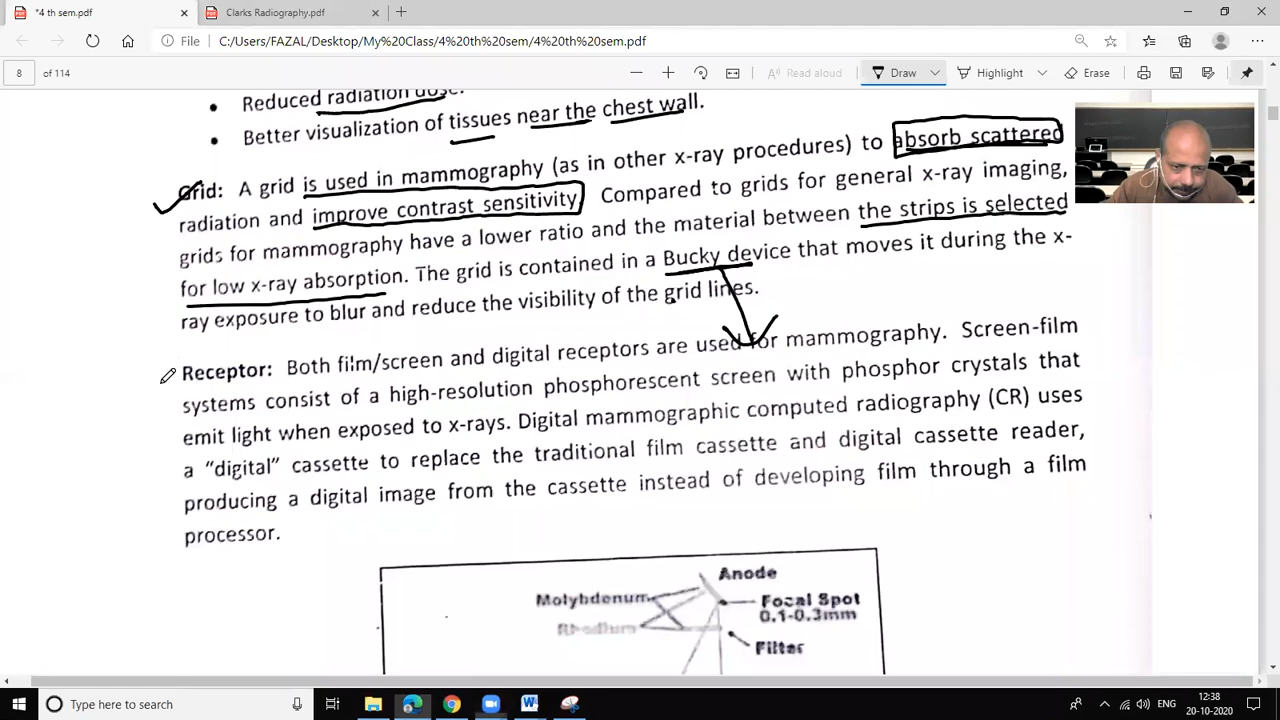 *4 th sem.pdf
Clarks Radiography.pdf
File
C:/Users/FAZAL/Desktop/My%20Class/4%20th%20sem/4%20th%20sem.pdf
8 of 114
Read aloud
Draw
Highlight
Erase
Reduced radiation dose.
Better visualization of tissues near the chest wall.
Grid: A grid is used in mammography (as in other x-ray procedures) to absorb scattered
radiation and improve contrast sensitivity. Compared to grids for general x-ray imaging,
grids for mammography have a lower ratio and the material between the strips is selected
for low x-ray absorption. The grid is contained in a Bucky device that moves it during the x-
ray exposure to blur and reduce the visibility of the grid lines.
Receptor: Both film/screen and digital receptors are used for mammography. Screen-film
systems consist of a high-resolution phosphorescent screen with phosphor crystals that
emit light when exposed to x-rays. Digital mammographic computed radiography (CR) uses
a “digital” cassette to replace the traditional film cassette and digital cassette reader,
producing a digital image from the cassette instead of developing film through a film
processor.
Anode
Molybdenum
Focal Spot
0.1-0.3mm
Rhodium
Filter
Type here to search
ENG
12:38
20-10-2020